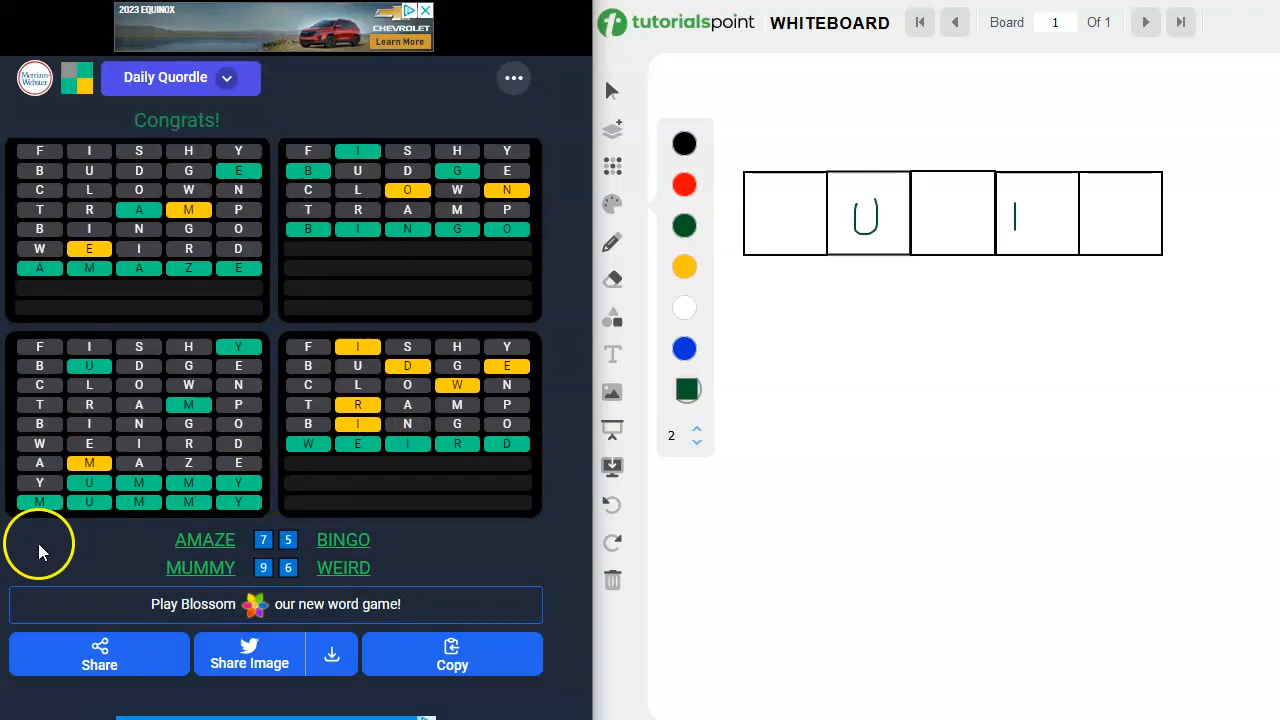 2023 EQUINOX
CHEVROLET
Learn More
tutorialspoint WHITEBOARD
Board 1 Of 1
Merriam-Webster
Daily Quordle
Congrats!
F I S H Y
B U D G E
C L O W N
T R A M P
B I N G O
W E I R D
A M A Z E
F I S H Y
B U D G E
C L O W N
T R A M P
B I N G O
F I S H Y
B U D G E
C L O W N
T R A M P
B I N G O
W E I R D
A M A Z E
Y U M M Y
M U M M Y
F I S H Y
B U D G E
C L O W N
T R A M P
B I N G O
W E I R D
AMAZE 7 5 BINGO
MUMMY 9 6 WEIRD
Play Blossom our new word game!
Share
Share Image
Copy
U I
T
2